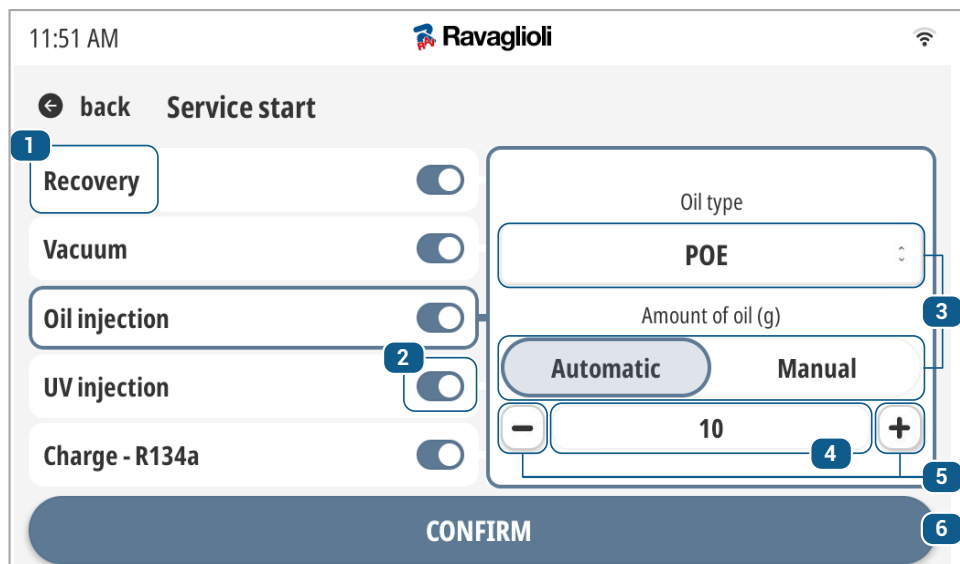 11:51 AM
RAV
Ravaglioli
back Service start
1
Recovery
Vacuum
Oil injection
2
UV injection
Charge - R134a
Oil type
POE
3
Amount of oil (g)
Automatic Manual
10
4
5
CONFIRM
6